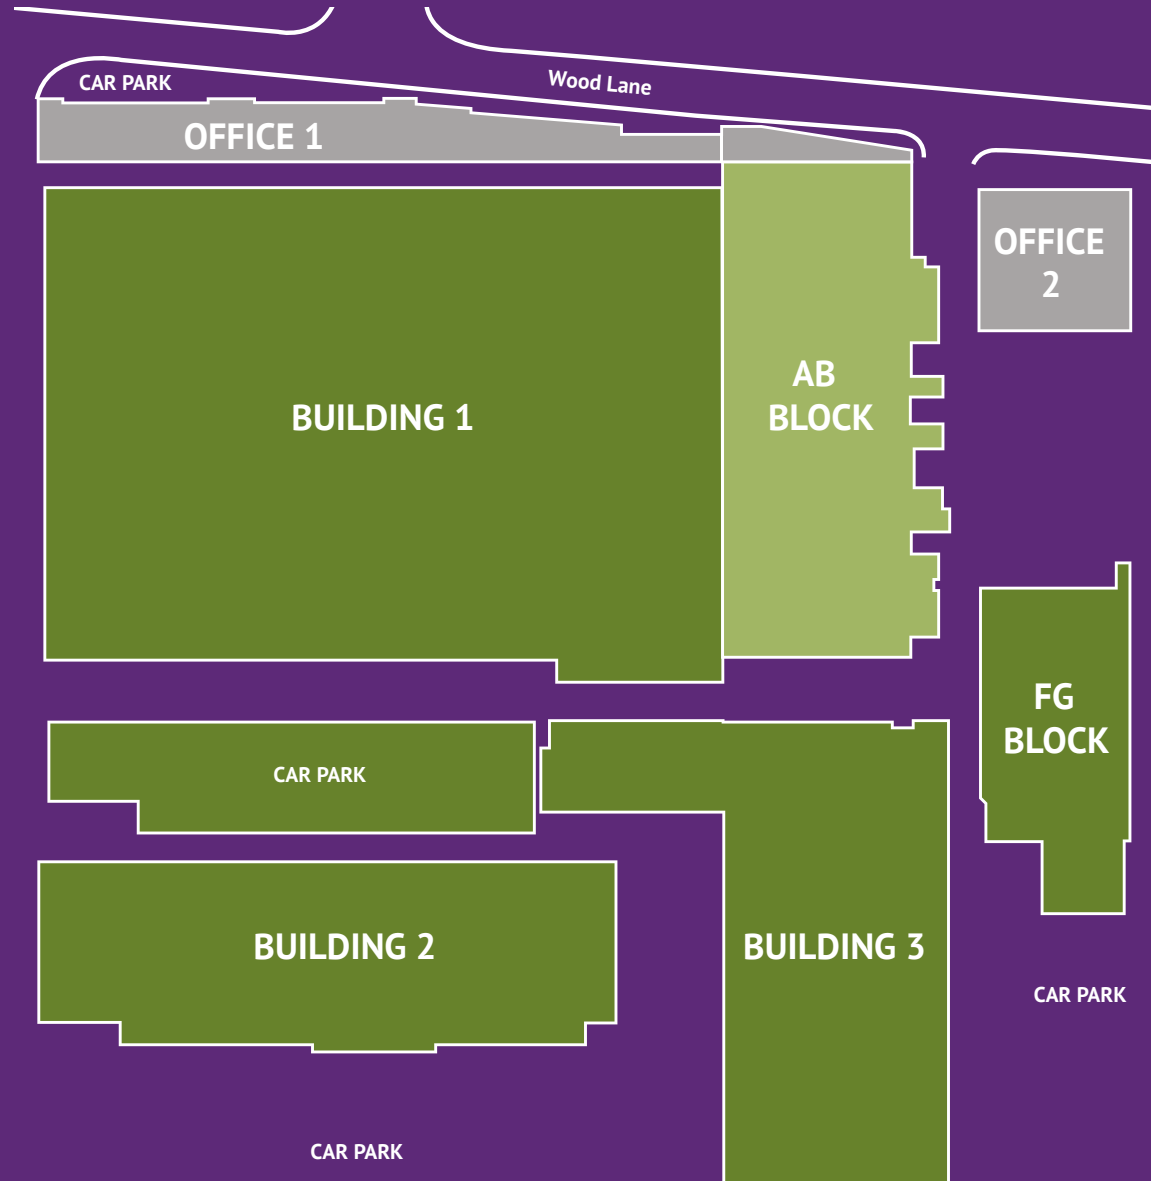 CAR PARK
Wood Lane
OFFICE 1
OFFICE
2
BUILDING 1
AB
BLOCK
FG
BLOCK
CAR PARK
BUILDING 2
BUILDING 3
CAR PARK
CAR PARK